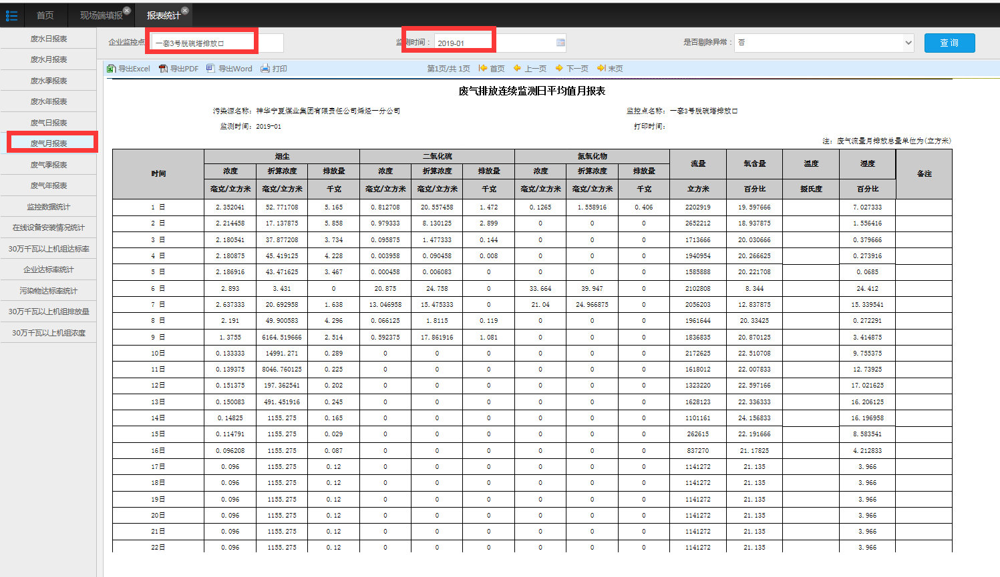 首页 现场端填报 报表统计
废水日报表
废水月报表
废水季报表
废水年报表
废气日报表
废气月报表
废气季报表
废气年报表
监控数据统计
在线设备安装情况统计
30万千瓦以上机组达标率
企业达标率统计
污染物达标率统计
30万千瓦以上机组排放量
30万千瓦以上机组浓度
企业监控点 一套3号脱硫塔排放口 监测时间： 2019-01 是否剔除异常： 否 查 询
导出Excel 导出PDF 导出Word 打印 第1页/共 1页 首页 上一页 下一页 末页
废气排放连续监测日平均值月报表
污染源名称： 神华宁夏煤业集团有限责任公司烯烃一分公司 监控点名称： 一套3号脱硫塔排放口
监测时间： 2019-01 打印时间：
注：废气流量月排放总量单位为(立方米)
时间 烟尘 二氧化硫 氮氧化物 流量 氧含量 温度 湿度 备注
浓度 折算浓度 排放量 浓度 折算浓度 排放量 浓度 折算浓度 排放量
毫克/立方米 毫克/立方米 千克 毫克/立方米 毫克/立方米 千克 毫克/立方米 毫克/立方米 千克 立方米 百分比 摄氏度 百分比
1 日 2.352041 52.771708 5.165 0.812708 20.557458 1.472 0.1265 1.558916 0.406 2202919 19.597666 7.027333
2 日 2.214458 17.137875 5.858 0.979333 8.130125 2.899 0 0 0 2652212 18.937875 1.556416
3 日 2.180541 37.877208 3.734 0.095875 1.477333 0.144 0 0 0 1713666 20.030666 0.379666
4 日 2.180875 45.419125 4.228 0.003958 0.090458 0.008 0 0 0 1940954 20.266625 0.273916
5 日 2.186916 43.471625 3.467 0.000458 0.006083 0 0 0 0 1585888 20.221708 0.0685
6 日 2.893 3.431 0 20.875 24.758 0 33.664 39.947 0 2102808 8.344 24.412
7 日 2.637333 20.692958 1.638 13.046958 15.475333 0 21.04 24.966875 0 2056203 12.837875 15.339541
8 日 2.191 49.900583 4.296 0.066125 1.8115 0.119 0 0 0 1961644 20.33425 0.272291
9 日 1.3755 6164.519666 2.514 0.592375 17.861916 1.081 0 0 0 1836835 20.870125 3.414875
10日 0.133333 14991.271 0.289 0 0 0 0 0 0 2172625 22.510708 9.755375
11日 0.139375 8046.760125 0.225 0 0 0 0 0 0 1618012 22.007833 12.73925
12日 0.151375 197.362541 0.202 0 0 0 0 0 0 1323220 22.597166 17.021625
13日 0.150083 491.451916 0.245 0 0 0 0 0 0 1628123 22.336333 16.206125
14日 0.14825 1155.275 0.165 0 0 0 0 0 0 1101161 24.156833 16.196958
15日 0.114791 1155.275 0.029 0 0 0 0 0 0 262615 22.191666 8.583541
16日 0.096208 1155.275 0.087 0 0 0 0 0 0 837270 21.17825 4.212833
17日 0.096 1155.275 0.12 0 0 0 0 0 0 1141272 21.135 3.966
18日 0.096 1155.275 0.12 0 0 0 0 0 0 1141272 21.135 3.966
19日 0.096 1155.275 0.12 0 0 0 0 0 0 1141272 21.135 3.966
20日 0.096 1155.275 0.12 0 0 0 0 0 0 1141272 21.135 3.966
21日 0.096 1155.275 0.12 0 0 0 0 0 0 1141272 21.135 3.966
22日 0.096 1155.275 0.12 0 0 0 0 0 0 1141272 21.135 3.966